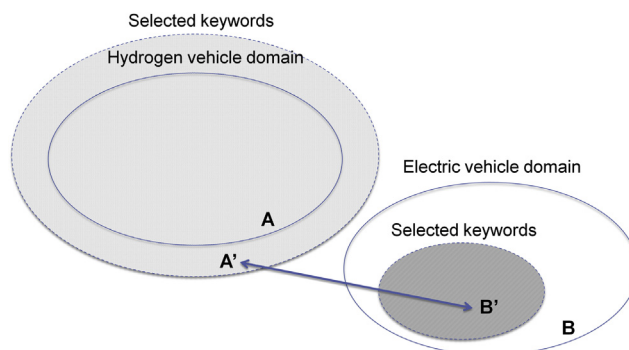 Selected keywords
Hydrogen vehicle domain
A
A’
Electric vehicle domain
Selected keywords
B’
B